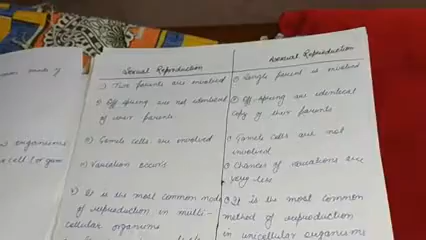 Sexual Reproduction
i) Two parents are involved
ii) Off spring are not identical
of their parents
iii) Gamete cells are involved
iv) Variation occurs
v) It is the most common mode
of reproduction in multi-
cellular organisms
Asexual Reproduction
Single parent is involved
Off-spring are identical
copy of their parents
Gamete cells are not
involved
Chances of variations are
very less
It is the most common
method of reproduction
in unicellular organisms
organisms